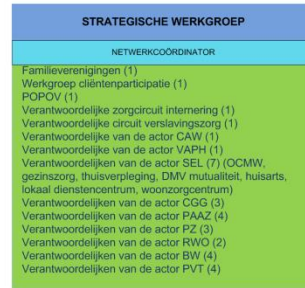 STRATEGISCHE WERKGROEP
NETWERKCOÖRDINATOR
Familieverenigingen (1)
Werkgroep cliëntenparticipatie (1)
POPOV (1)
Verantwoordelijke zorgcircuit internering (1)
Verantwoordelijke circuit verslavingszorg (1)
Verantwoordelijke van de actor CAW (1)
Verantwoordelijke van de actor VAPH (1)
Verantwoordelijken van de actor SEL (7) (OCMW,
gezinszorg, thuisverpleging, DMV mutualiteit, huisarts,
lokaal dienstencentrum, woonzorgcentrum)
Verantwoordelijken van de actor CGG (3)
Verantwoordelijken van de actor PAAZ (4)
Verantwoordelijken van de actor PZ (3)
Verantwoordelijken van de actor RWO (2)
Verantwoordelijken van de actor BW (4)
Verantwoordelijken van de actor PVT (4)